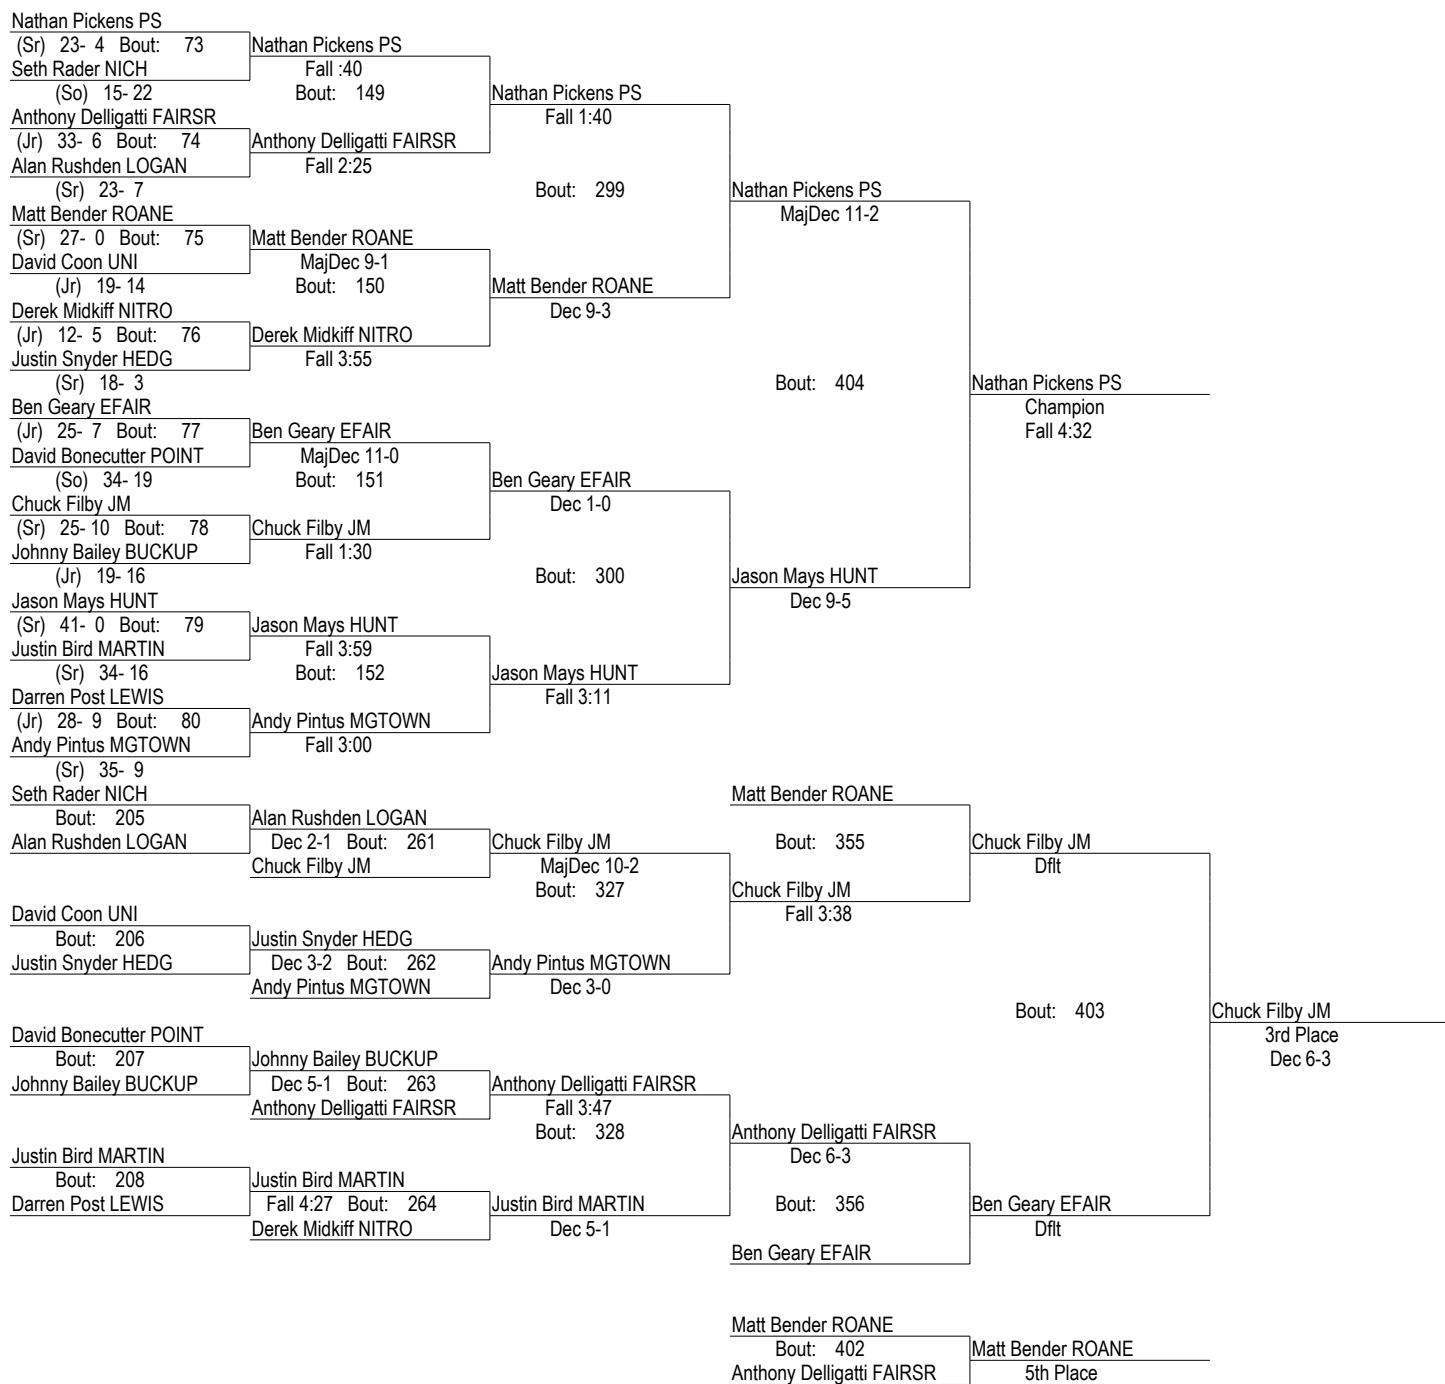 Nathan Pickens PS
(Sr) 23- 4 Bout: 73 Nathan Pickens PS
Seth Rader NICH Fall :40
(So) 15- 22 Bout: 149 Nathan Pickens PS
Anthony Delligatti FAIRSR Fall 1:40
(Jr) 33- 6 Bout: 74 Anthony Delligatti FAIRSR
Alan Rushden LOGAN Fall 2:25
(Sr) 23- 7 Bout: 299 Nathan Pickens PS
Matt Bender ROANE MajDec 11-2
(Sr) 27- 0 Bout: 75 Matt Bender ROANE
David Coon UNI MajDec 9-1
(Jr) 19- 14 Bout: 150 Matt Bender ROANE
Derek Midkiff NITRO Dec 9-3
(Jr) 12- 5 Bout: 76 Derek Midkiff NITRO
Justin Snyder HEDG Fall 3:55
(Sr) 18- 3 Bout: 404 Nathan Pickens PS
Ben Geary EFAIR Champion
(Jr) 25- 7 Bout: 77 Ben Geary EFAIR Fall 4:32
David Bonecutter POINT MajDec 11-0
(So) 34- 19 Bout: 151 Ben Geary EFAIR
Chuck Filby JM Dec 1-0
(Sr) 25- 10 Bout: 78 Chuck Filby JM
Johnny Bailey BUCKUP Fall 1:30
(Jr) 19- 16 Bout: 300 Jason Mays HUNT
Jason Mays HUNT Dec 9-5
(Sr) 41- 0 Bout: 79 Jason Mays HUNT
Justin Bird MARTIN Fall 3:59
(Sr) 34- 16 Bout: 152 Jason Mays HUNT
Darren Post LEWIS Fall 3:11
(Jr) 28- 9 Bout: 80 Andy Pintus MGTOWN
Andy Pintus MGTOWN Fall 3:00
(Sr) 35- 9
Seth Rader NICH Matt Bender ROANE
Bout: 205 Alan Rushden LOGAN
Alan Rushden LOGAN Dec 2-1 Bout: 261 Chuck Filby JM Bout: 355 Chuck Filby JM
Chuck Filby JM MajDec 10-2 Dflt
Bout: 327 Chuck Filby JM
David Coon UNI Fall 3:38
Bout: 206 Justin Snyder HEDG
Justin Snyder HEDG Dec 3-2 Bout: 262 Andy Pintus MGTOWN
Andy Pintus MGTOWN Dec 3-0
Bout: 403 Chuck Filby JM
David Bonecutter POINT 3rd Place
Bout: 207 Johnny Bailey BUCKUP Dec 6-3
Johnny Bailey BUCKUP Dec 5-1 Bout: 263 Anthony Delligatti FAIRSR
Anthony Delligatti FAIRSR Fall 3:47
Bout: 328 Anthony Delligatti FAIRSR
Justin Bird MARTIN Dec 6-3
Bout: 208 Justin Bird MARTIN
Darren Post LEWIS Fall 4:27 Bout: 264 Justin Bird MARTIN Bout: 356 Ben Geary EFAIR
Derek Midkiff NITRO Dec 5-1 Dflt
Ben Geary EFAIR
Matt Bender ROANE
Bout: 402 Matt Bender ROANE
Anthony Delligatti FAIRSR 5th Place